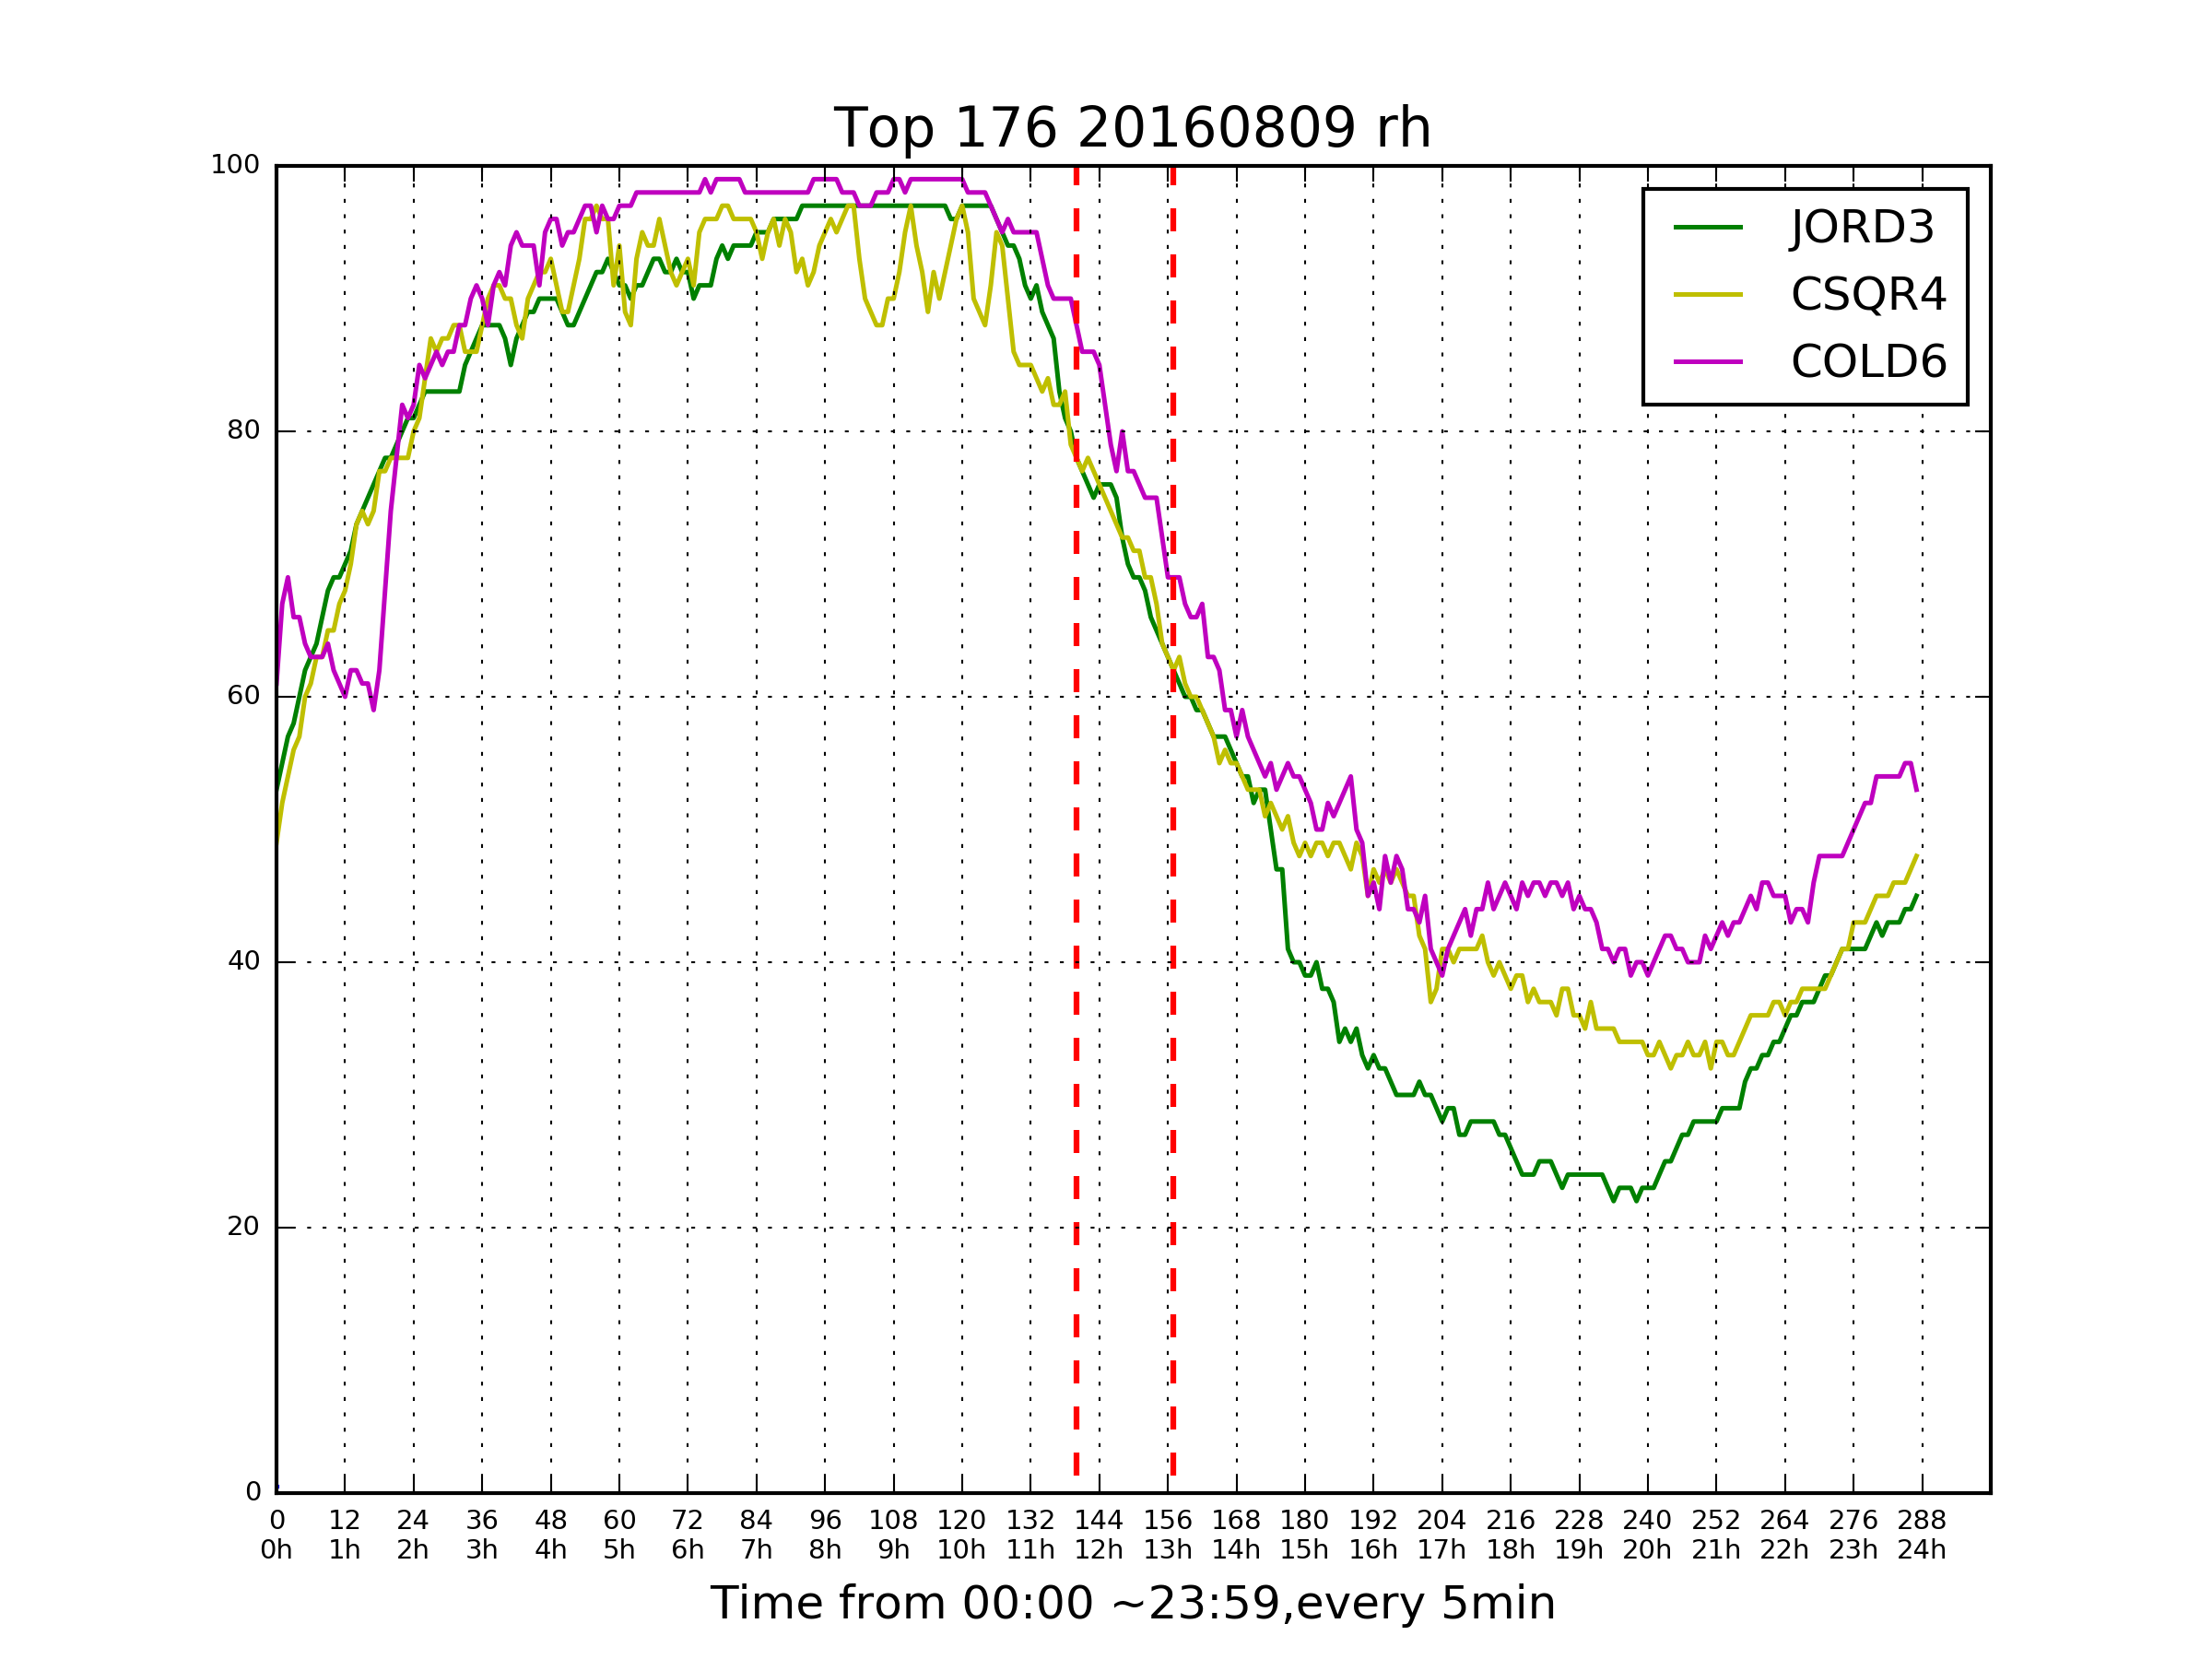 Top 176 20160809 rh
100
80
60
40
20
0
JORD3
CSQR4
COLD6
0 12 24 36 48 60 72 84 96 108 120 132 144 156 168 180 192 204 216 228 240 252 264 276 288
0h 1h 2h 3h 4h 5h 6h 7h 8h 9h 10h 11h 12h 13h 14h 15h 16h 17h 18h 19h 20h 21h 22h 23h 24h
Time from 00:00 ~23:59,every 5min